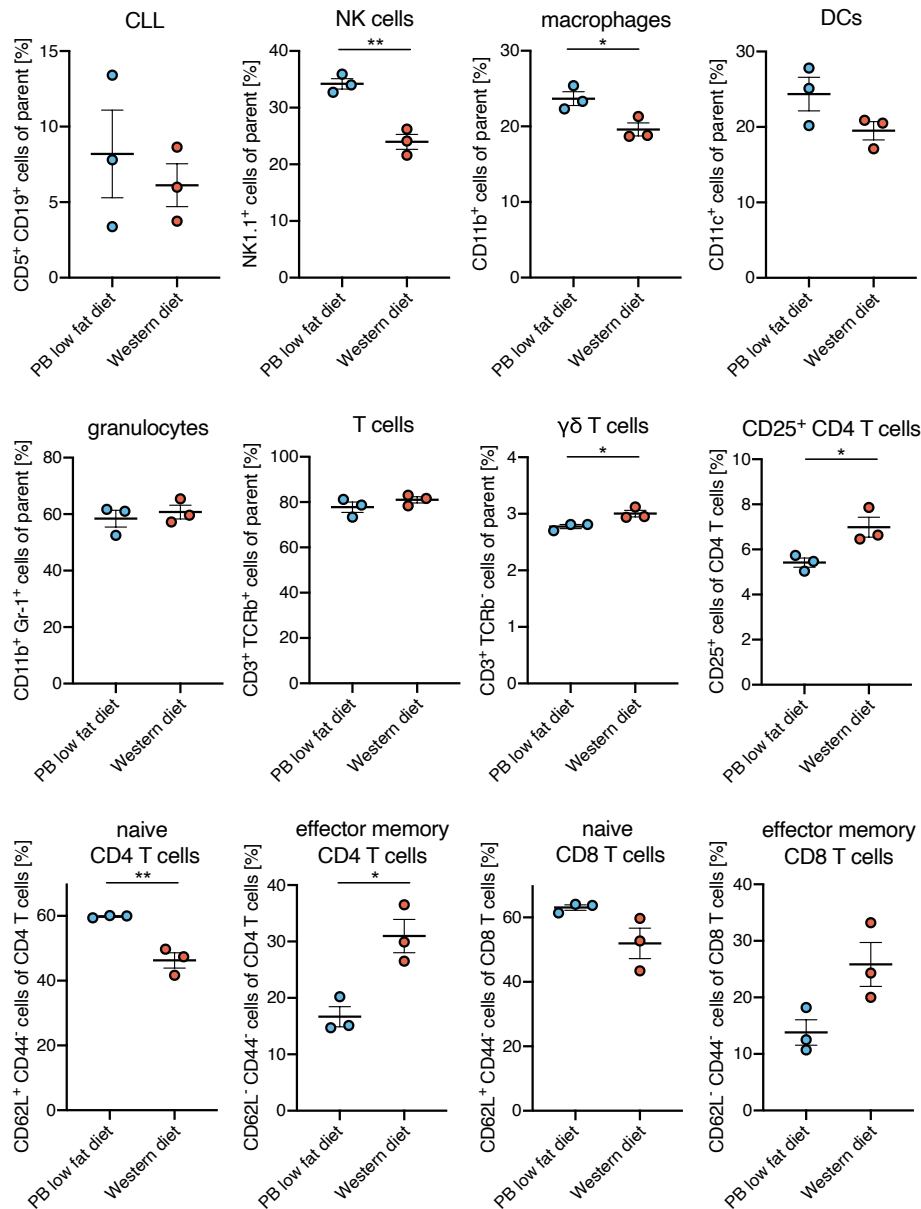 CLL
CD5+ CD19+ cells of parent [%]
15
10
5
0
PB low fat diet
Western diet
NK cells
**
NK1.1+ cells of parent [%]
40
30
20
10
0
PB low fat diet
Western diet
macrophages
*
CD11b+ cells of parent [%]
30
20
10
0
PB low fat diet
Western diet
DCs
CD11c+ cells of parent [%]
30
20
10
0
PB low fat diet
Western diet
granulocytes
CD11b+ Gr-1+ cells of parent [%]
80
60
40
20
0
PB low fat diet
Western diet
T cells
CD3+ TCRb+ cells of parent [%]
100
80
60
40
20
0
PB low fat diet
Western diet
γδ T cells
*
CD3+ TCRb- cells of parent [%]
4
3
2
1
0
PB low fat diet
Western diet
CD25+ CD4 T cells
*
CD25+ cells of CD4 T cells [%]
10
8
6
4
2
0
PB low fat diet
Western diet
naive
CD4 T cells
**
CD62L+ CD44- cells of CD4 T cells [%]
60
40
20
0
PB low fat diet
Western diet
effector memory
CD4 T cells
*
CD62L- CD44- cells of CD4 T cells [%]
40
30
20
10
0
PB low fat diet
Western diet
naive
CD8 T cells
CD62L+ CD44- cells of CD8 T cells [%]
60
40
20
0
PB low fat diet
Western diet
effector memory
CD8 T cells
CD62L- CD44- cells of CD8 T cells [%]
40
30
20
10
0
PB low fat diet
Western diet